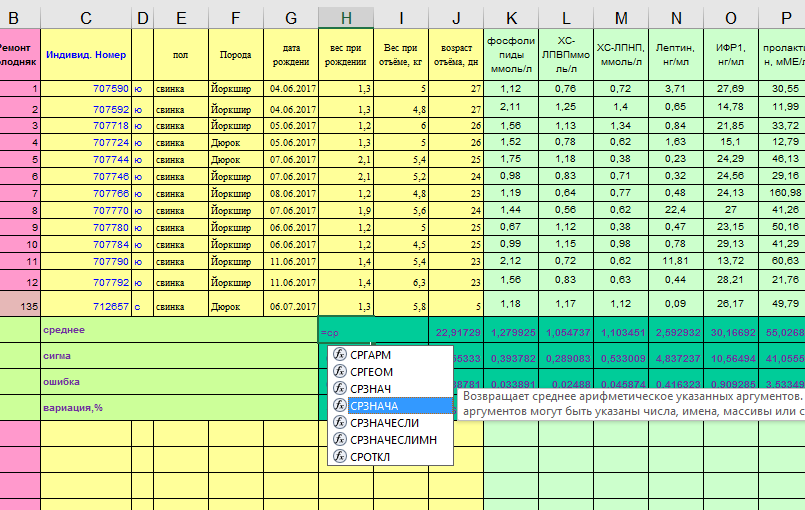 B C D E F G H I J K L M N O P
Ремонт
олодняк Индивид. Номер пол Порода дата
рождени вес при
рождении Вес при
отъёме, кг возраст
отъёма, дн фосфоли
пиды
ммоль/л ХС-
ЛПВПммо
ль/л ХС-ЛПНП,
ммоль/л Лептин,
нг/мл ИФР1,
нг/мл пролакти
н, мМЕ/л
1 707590 ю свинка Йоркшир 04.06.2017 1,3 5 27 1,12 0,76 0,72 3,71 27,69 30,55
2 707592 ю свинка Йоркшир 04.06.2017 1,3 4,8 27 2,11 1,25 1,4 0,65 14,78 11,99
3 707718 ю свинка Йоркшир 05.06.2017 1,2 6 26 1,56 1,13 1,34 0,84 21,85 33,72
4 707724 ю свинка Дюрок 05.06.2017 1,3 5 26 1,52 0,78 0,62 1,63 15,1 12,79
5 707744 ю свинка Дюрок 07.06.2017 2,1 5,4 25 1,75 1,18 0,38 0,23 24,29 46,13
6 707746 ю свинка Йоркшир 07.06.2017 2,1 5,2 24 0,98 0,83 0,71 0,32 24,56 29,16
7 707766 ю свинка Йоркшир 08.06.2017 1,2 4,8 23 1,19 0,64 0,77 0,48 24,13 160,98
8 707770 ю свинка Йоркшир 07.06.2017 1,9 5,6 24 1,44 0,56 0,62 22,4 27 41,26
9 707780 ю свинка Йоркшир 06.06.2017 1,2 5 25 0,67 1,12 0,38 0,47 23,15 50,16
10 707784 ю свинка Йоркшир 06.06.2017 1,2 4,5 25 0,99 1,15 0,98 0,78 29,13 41,29
11 707790 ю свинка Йоркшир 11.06.2017 1,4 5,4 23 2,12 0,72 0,62 11,81 13,72 60,63
12 707792 ю свинка Йоркшир 11.06.2017 1,4 6,3 23 1,56 0,83 0,63 0,44 28,21 21,76
135 712657 с свинка Дюрок 06.07.2017 1,3 5,8 5 1,18 1,17 1,12 0,09 26,17 49,79
среднее =ср 22,91729 1,279925 1,054737 1,103451 2,592932 30,16692 55,0268
сигма 0,393782 0,289083 0,533009 4,837237 10,56494 41,0555
ошибка 0,033891 0,02488 0,045874 0,416323 0,909285 3,53349
вариация,%
СРГАРМ
СРГЕОМ
СРЗНАЧ
СРЗНАЧА
СРЗНАЧЕСЛИ
СРЗНАЧЕСЛИМН
СРОТКЛ
Возвращает среднее арифметическое указанных аргументов.
аргументов могут быть указаны числа, имена, массивы или с